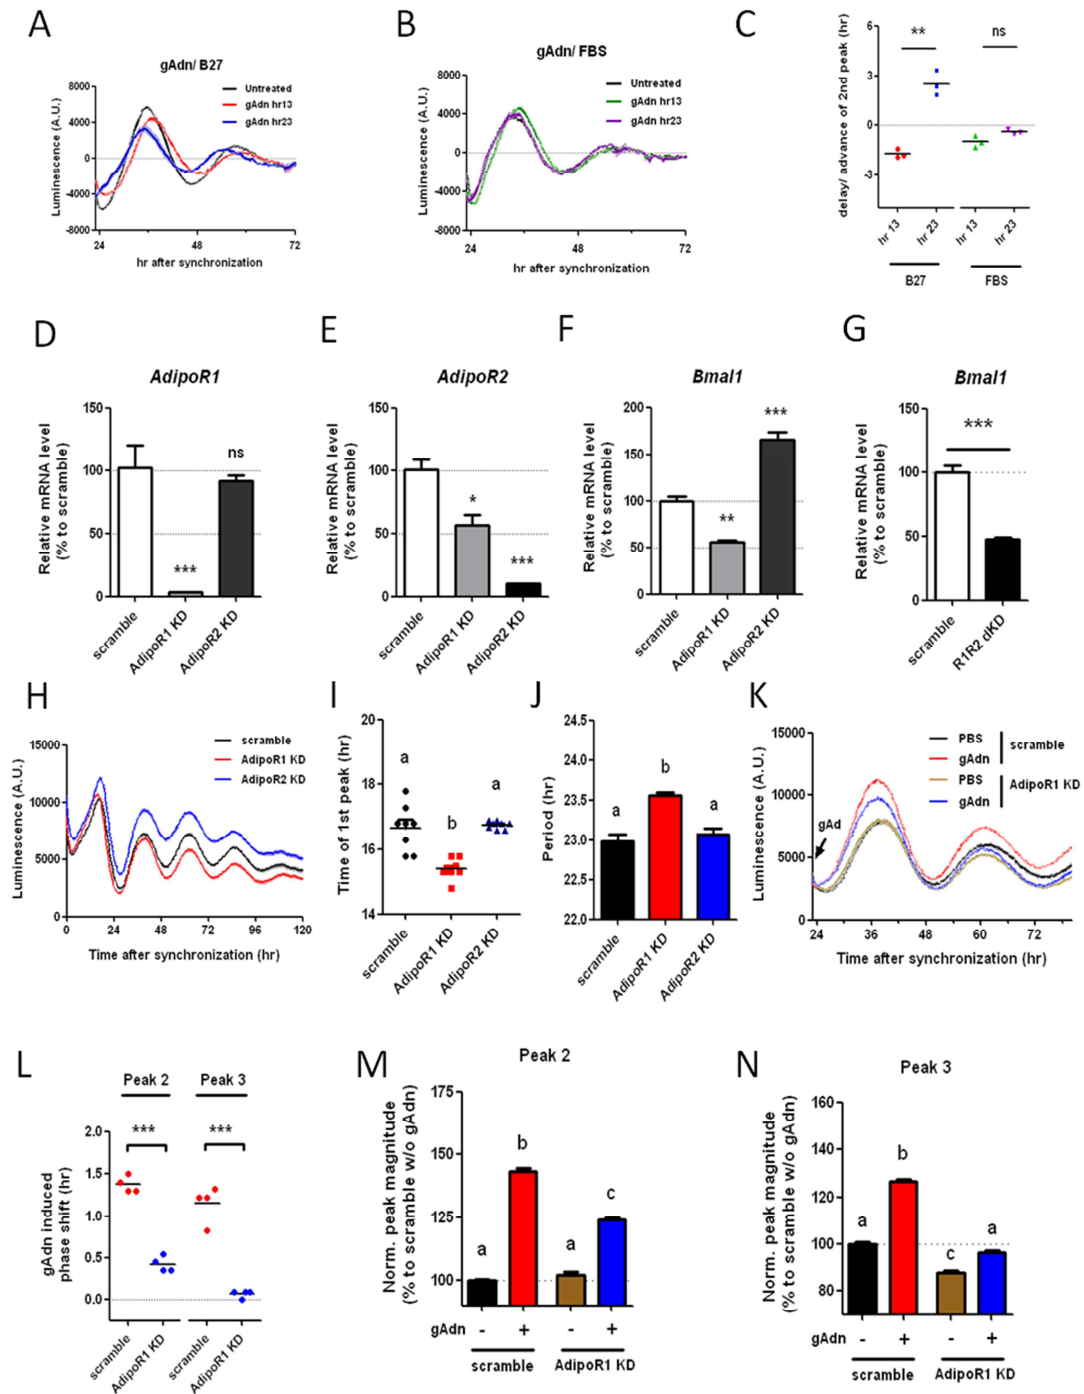 A
gAdn/ B27
Luminescence (A.U.)
8000
4000
0
-4000
-8000
Untreated
gAdn hr13
gAdn hr23
24
48
72
hr after synchronization
B
gAdn/ FBS
Luminescence (A.U.)
8000
4000
0
-4000
-8000
Untreated
gAdn hr13
gAdn hr23
24
48
72
hr after synchronization
C
delay/ advance of 2nd peak (hr)
6
3
0
-3
**
ns
hr 13
hr 23
hr 13
hr 23
B27
FBS
D
AdipoR1
Relative mRNA level
(% to scramble)
150
100
50
0
***
ns
scramble
AdipoR1 KD
AdipoR2 KD
E
AdipoR2
Relative mRNA level
(% to scramble)
150
100
50
0
*
***
scramble
AdipoR1 KD
AdipoR2 KD
F
Bmal1
Relative mRNA level
(% to scramble)
200
150
100
50
0
**
***
scramble
AdipoR1 KD
AdipoR2 KD
G
Bmal1
Relative mRNA level
(% to scramble)
150
100
50
0
***
scramble
R1R2 dKD
H
Luminescence (A.U.)
15000
10000
5000
0
scramble
AdipoR1 KD
AdipoR2 KD
0
24
48
72
96
120
Time after synchronization (hr)
I
Time of 1st peak (hr)
20
18
16
14
a
b
a
scramble
AdipoR1 KD
AdipoR2 KD
J
Period (hr)
24.5
24.0
23.5
23.0
22.5
22.0
a
b
a
scramble
AdipoR1 KD
AdipoR2 KD
K
Luminescence (A.U.)
15000
10000
5000
0
PBS
gAdn
scramble
PBS
gAdn
AdipoR1 KD
gAd
24
36
48
60
72
Time after synchronization (hr)
L
Peak 2
Peak 3
gAdn induced
phase shift (hr)
2.0
1.5
1.0
0.5
0.0
***
***
scramble
AdipoR1 KD
scramble
AdipoR1 KD
M
Peak 2
Norm. peak magnitude
(% to scramble w/o gAdn)
175
150
125
100
a
b
a
c
gAdn
-
+
-
+
scramble
AdipoR1 KD
N
Peak 3
Norm. peak magnitude
(% to scramble w/o gAdn)
160
140
120
100
80
a
b
c
a
gAdn
-
+
-
+
scramble
AdipoR1 KD